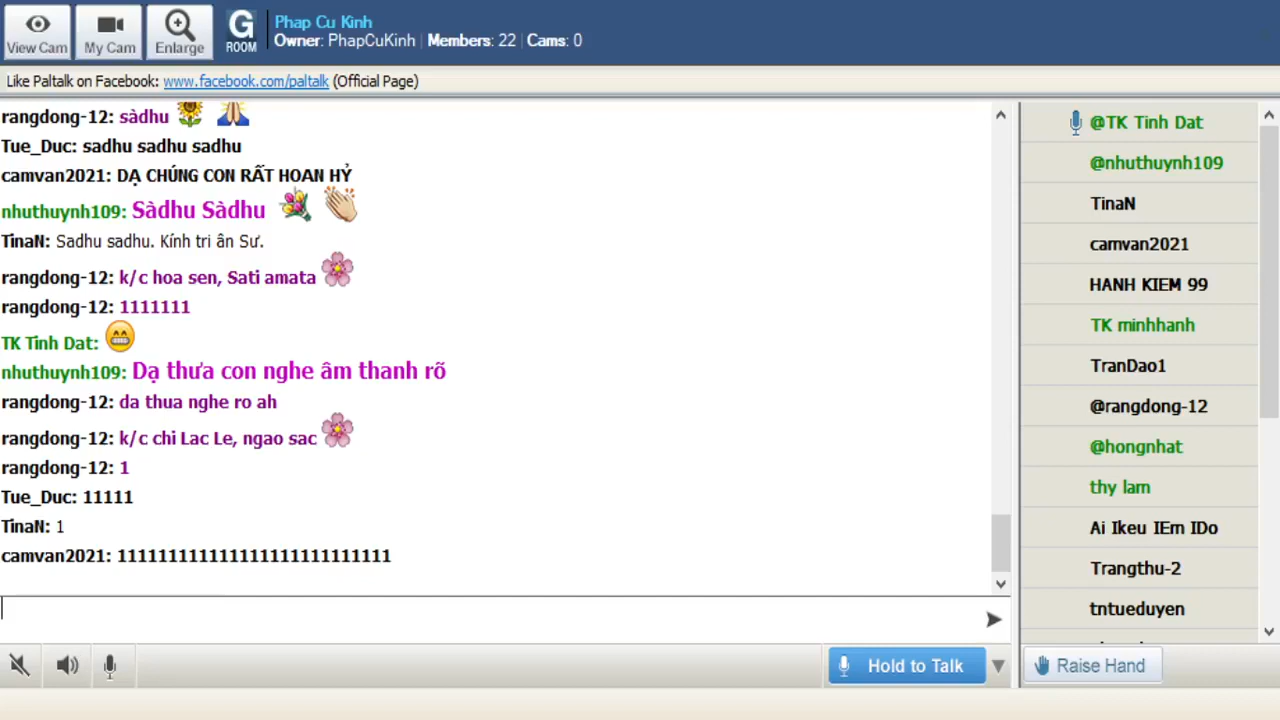 View Cam
My Cam
Enlarge
G
ROOM
Phap Cu Kinh
Owner: PhapCuKinh | Members: 22 | Cams: 0
Like Paltalk on Facebook: www.facebook.com/paltalk (Official Page)
rangdong-12: sàdhu
Tue_Duc: sadhu sadhu sadhu
camvan2021: DẠ CHÚNG CON RẤT HOAN HỶ
nhuthuynh109: Sàdhu Sàdhu
TinaN: Sadhu sadhu. Kính tri ân Sư.
rangdong-12: k/c hoa sen, Sati amata
rangdong-12: 1111111
TK Tinh Dat:
nhuthuynh109: Dạ thưa con nghe âm thanh rõ
rangdong-12: da thua nghe ro ah
rangdong-12: k/c chi Lac Le, ngao sac
rangdong-12: 1
Tue_Duc: 11111
TinaN: 1
camvan2021: 111111111111111111111111111
@TK Tinh Dat
@nhuthuynh109
TinaN
camvan2021
HANH KIEM 99
TK minhhanh
TranDao1
@rangdong-12
@hongnhat
thy lam
Ai Ikeu IEm IDo
Trangthu-2
tntueduyen
Hold to Talk
Raise Hand